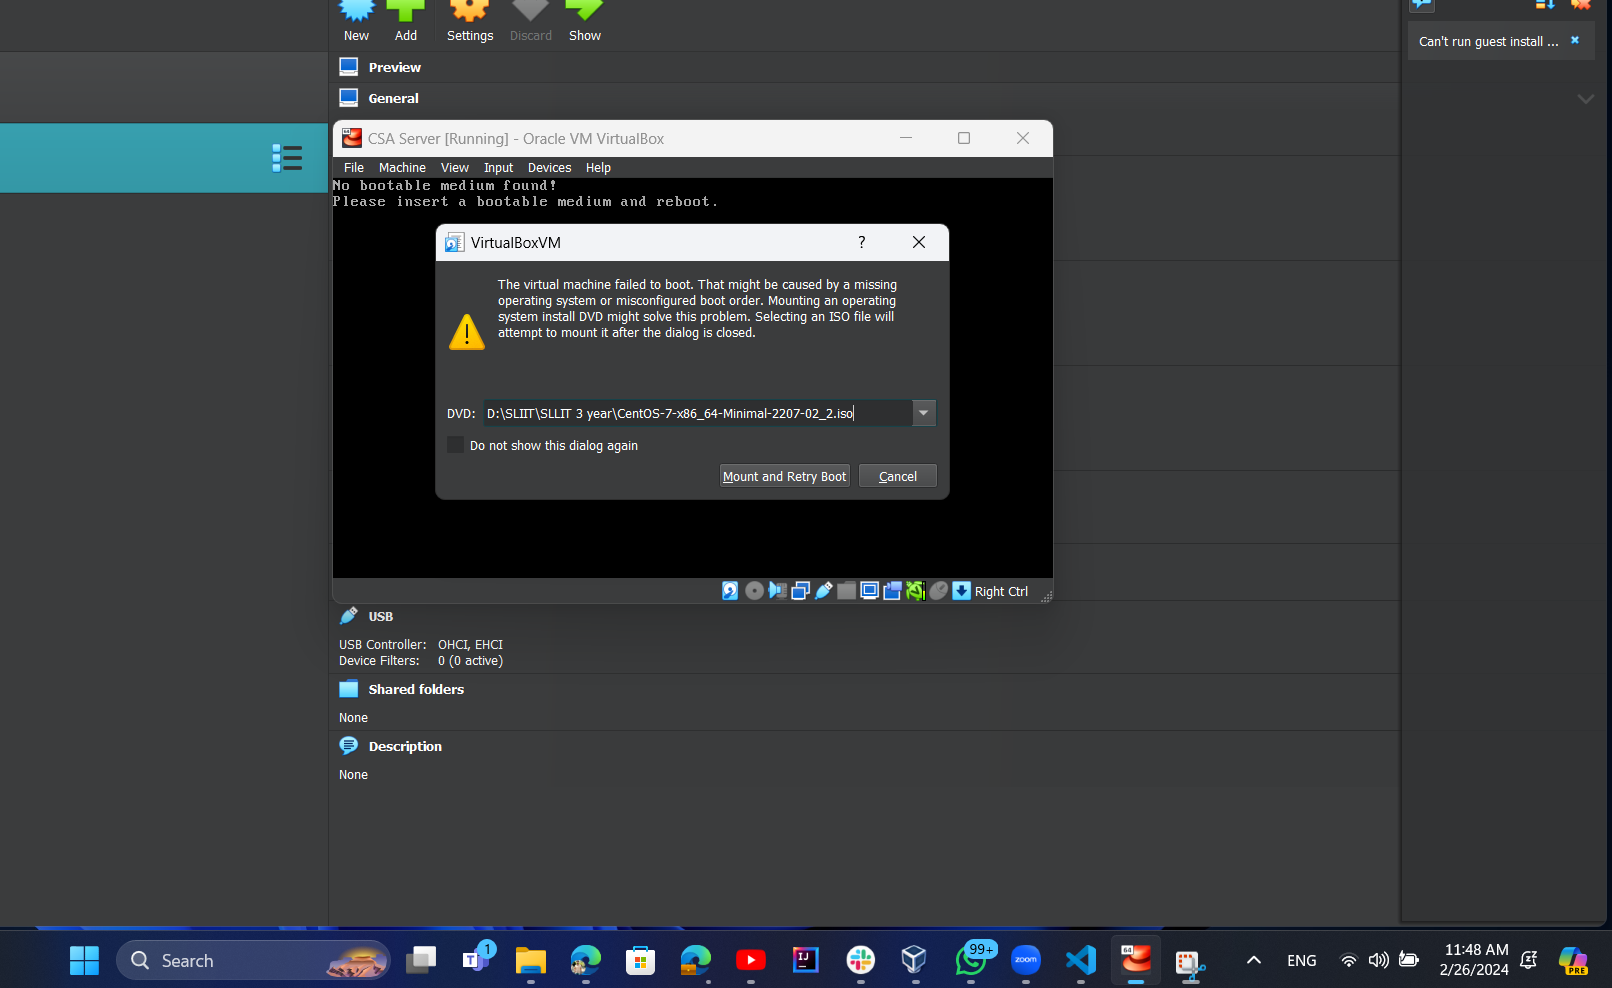 New
Add
Settings
Discard
Show
Can't run guest install ...
Preview
General
CSA Server [Running] - Oracle VM VirtualBox
File Machine View Input Devices Help
No bootable medium found!
Please insert a bootable medium and reboot.
VirtualBoxVM
?
The virtual machine failed to boot. That might be caused by a missing
operating system or misconfigured boot order. Mounting an operating
system install DVD might solve this problem. Selecting an ISO file will
attempt to mount it after the dialog is closed.
DVD: D:\SLIIT\SLLIT 3 year\CentOS-7-x86_64-Minimal-2207-02_2.iso
Do not show this dialog again
Mount and Retry Boot
Cancel
Right Ctrl
USB
USB Controller: OHCI, EHCI
Device Filters: 0 (0 active)
Shared folders
None
Description
None
Search
1
99+
zoom
64
ENG
11:48 AM
2/26/2024
PRE